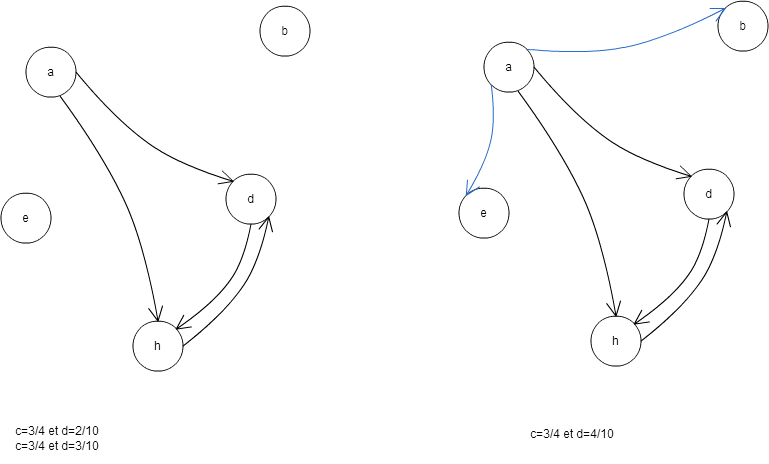 b
a
d
e
h
c=3/4 et d=2/10
c=3/4 et d=3/10
b
a
d
e
h
c=3/4 et d=4/10